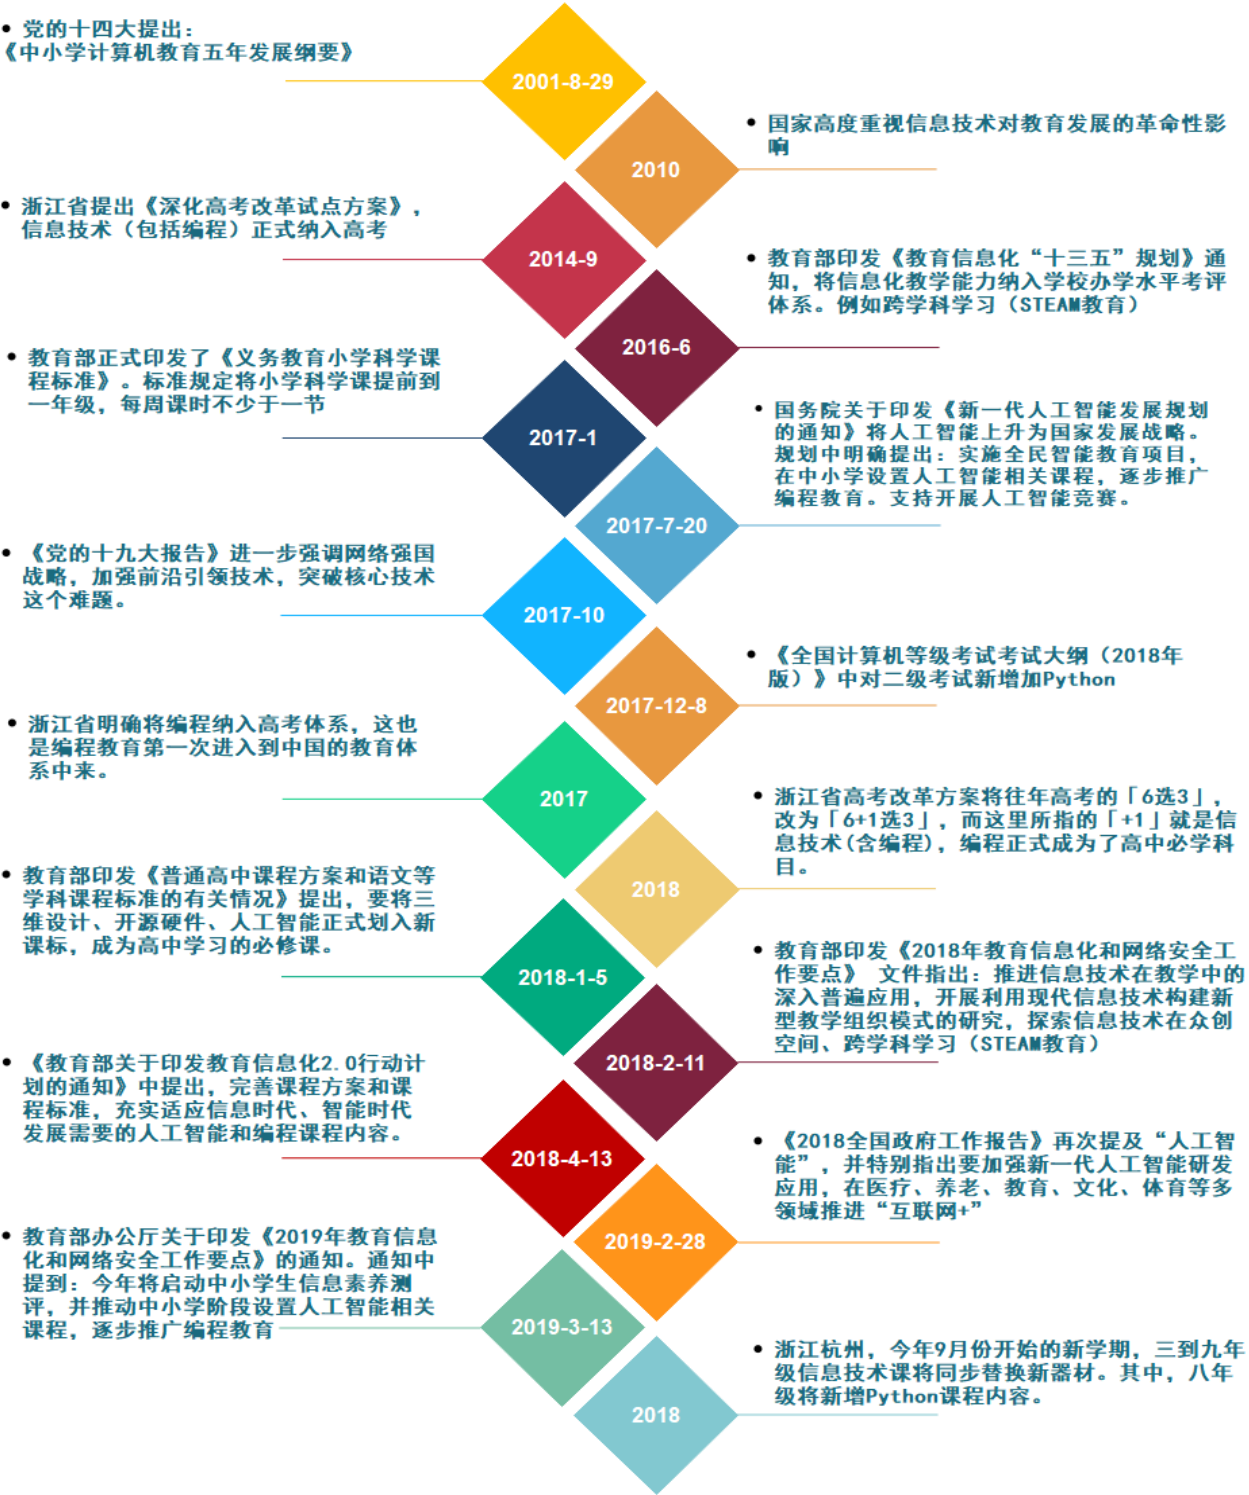 • 党的十四大提出：
《中小学计算机教育五年发展纲要》
2001-8-29
• 国家高度重视信息技术对教育发展的革命性影
响
2010
• 浙江省提出《深化高考改革试点方案》，
信息技术（包括编程）正式纳入高考
2014-9
• 教育部印发《教育信息化“十三五”规划》通
知，将信息化教学能力纳入学校办学水平考评
体系。例如跨学科学习（STEAM教育）
2016-6
• 教育部正式印发了《义务教育小学科学课
程标准》。标准规定将小学科学课提前到
一年级，每周课时不少于一节
2017-1
• 国务院关于印发《新一代人工智能发展规划
的通知》将人工智能上升为国家发展战略。
规划中明确提出：实施全民智能教育项目，
在中小学设置人工智能相关课程，逐步推广
编程教育。支持开展人工智能竞赛。
2017-7-20
• 《党的十九大报告》进一步强调网络强国
战略，加强前沿引领技术，突破核心技术
这个难题。
2017-10
• 《全国计算机等级考试考试大纲（2018年
版）》中对二级考试新增加Python
2017-12-8
• 浙江省明确将编程纳入高考体系，这也
是编程教育第一次进入到中国的教育体
系中来。
2017
• 浙江省高考改革方案将往年高考的「6选3」，
改为「6+1选3」，而这里所指的「+1」就是信
息技术(含编程)，编程正式成为了高中必学科
目。
2018
• 教育部印发《普通高中课程方案和语文等
学科课程标准的有关情况》提出，要将三
维设计、开源硬件、人工智能正式划入新
课标，成为高中学习的必修课。
2018-1-5
• 教育部印发《2018年教育信息化和网络安全工
作要点》 文件指出：推进信息技术在教学中的
深入普遍应用，开展利用现代信息技术构建新
型教学组织模式的研究，探索信息技术在众创
空间、跨学科学习（STEAM教育）
2018-2-11
• 《教育部关于印发教育信息化2.0行动计
划的通知》中提出，完善课程方案和课
程标准，充实适应信息时代、智能时代
发展需要的人工智能和编程课程内容。
2018-4-13
• 《2018全国政府工作报告》再次提及“人工智
能”，并特别指出要加强新一代人工智能研发
应用，在医疗、养老、教育、文化、体育等多
领域推进“互联网+”
2019-2-28
• 教育部办公厅关于印发《2019年教育信息
化和网络安全工作要点》的通知。通知中
提到：今年将启动中小学生信息素养测
评，并推动中小学阶段设置人工智能相关
课程，逐步推广编程教育
2019-3-13
• 浙江杭州，今年9月份开始的新学期，三到九年
级信息技术课将同步替换新器材。其中，八年
级将新增Python课程内容。
2018